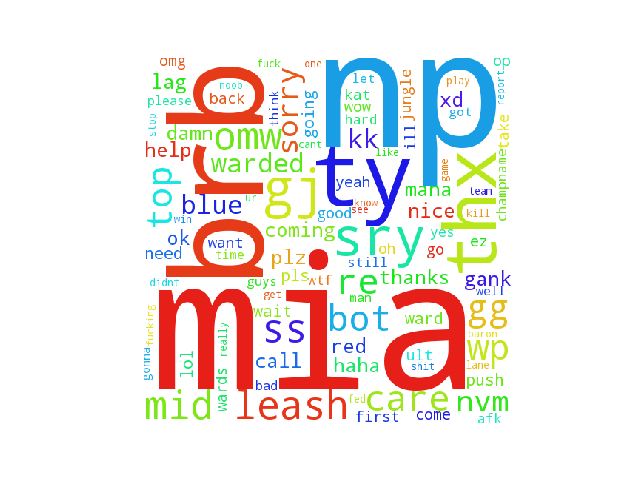 omg
fuck
one
lag
brb
noob
back
please
stop
think
sorry
going
np
let
kat
wow
hard
ill
jungle
xd
play
got
report
damn
omw
cant
kk
like
take
help
warded
ty
thx
game
champname
top
blue
ur
gj
yeah
mana
team
win
good
know
see
nice
kill
ok
want
coming
sry
yes
ez
need
time
plz
oh
go
still
didnt
guys
pls
wtf
re
thanks
gank
well
get
man
mia
wait
ss
bot
ward
gg
gonna
fucking
lol
really
call
red
baron
wp
haha
ult
shit
lane
bad
push
wards
mid
leash
fed
care
nvm
first
come
afk